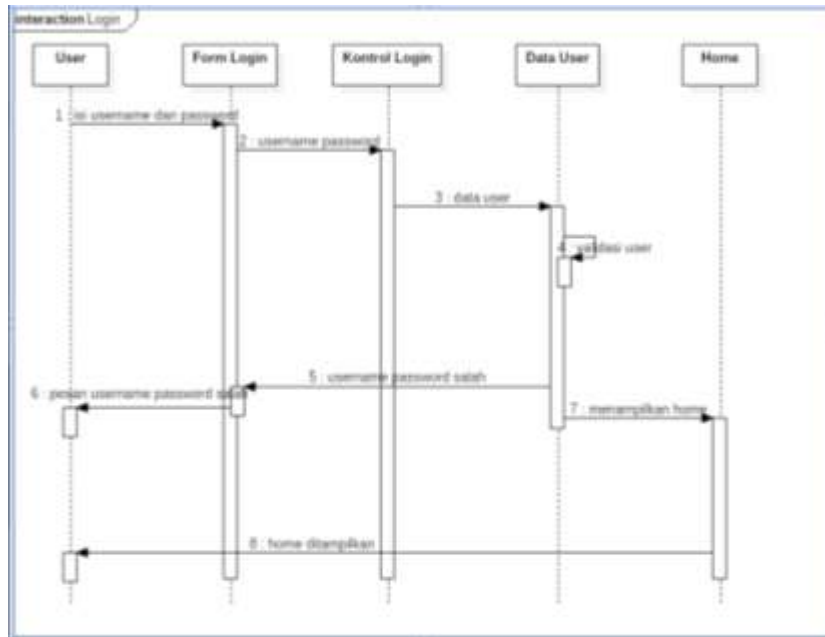 interaction Login
User
Form Login
Kontrol Login
Data User
Home
1 : isi username dan password
2 : username password
3 : data user
4 : validasi user
5 : username password salah
6 : pesan username password salah
7 : menampilkan home
8 : home ditampilkan